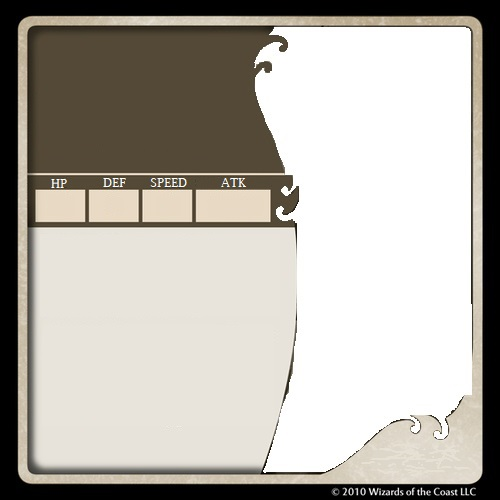 HP DEF SPEED ATK
© 2010 Wizards of the Coast LLC